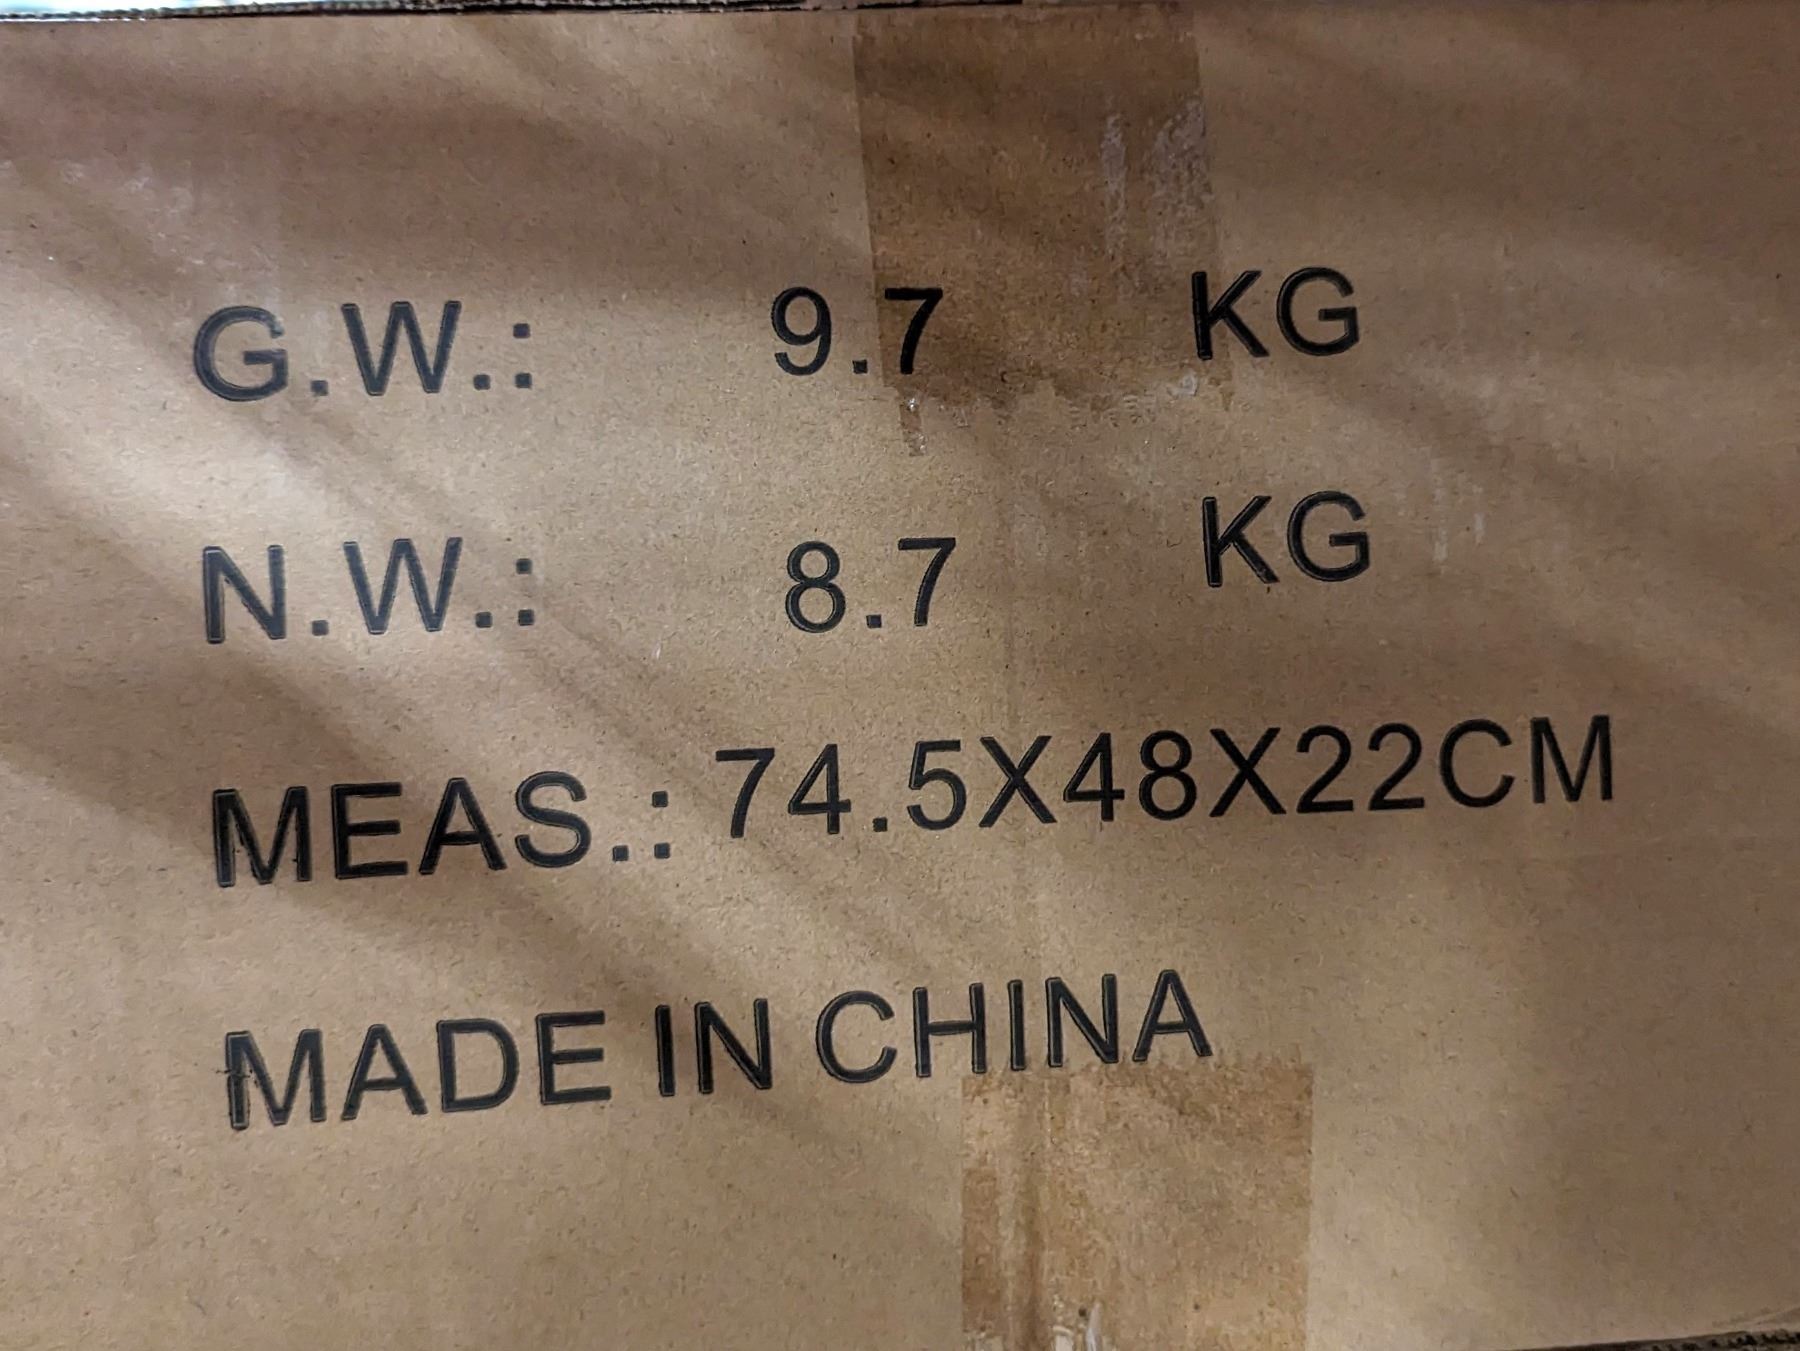 G.W.: 9.7 KG
N.W.: 8.7 KG
MEAS.: 74.5X48X22CM
MADE IN CHINA